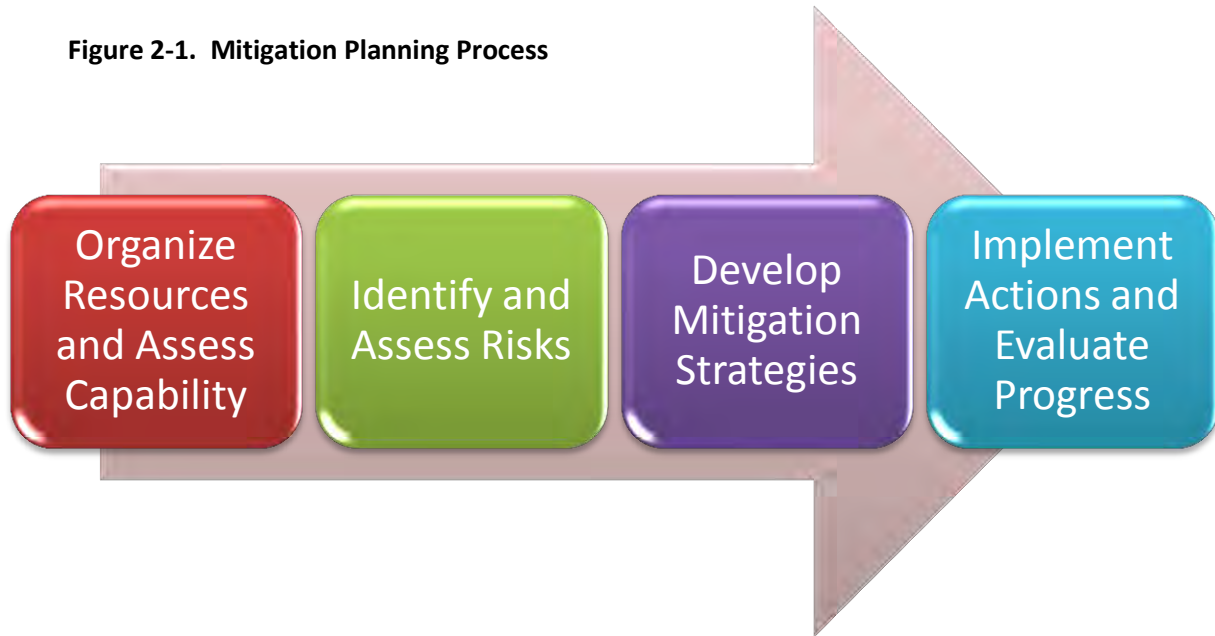 Figure 2-1. Mitigation Planning Process
Organize
Resources
and Assess
Capability
Identify and
Assess Risks
Develop
Mitigation
Strategies
Implement
Actions and
Evaluate
Progress